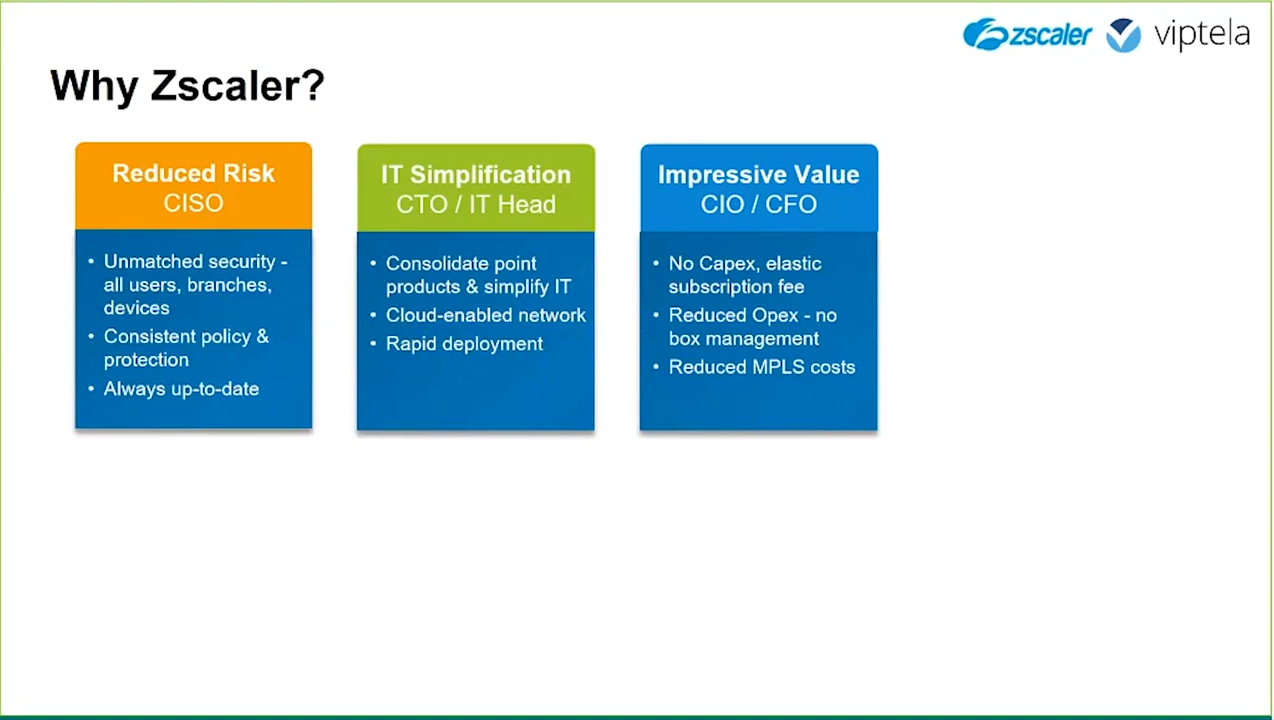 zscaler viptela
Why Zscaler?
Reduced Risk
CISO
• Unmatched security -
all users, branches,
devices
• Consistent policy &
protection
• Always up-to-date
IT Simplification
CTO / IT Head
• Consolidate point
products & simplify IT
• Cloud-enabled network
• Rapid deployment
Impressive Value
CIO / CFO
• No Capex, elastic
subscription fee
• Reduced Opex - no
box management
• Reduced MPLS costs